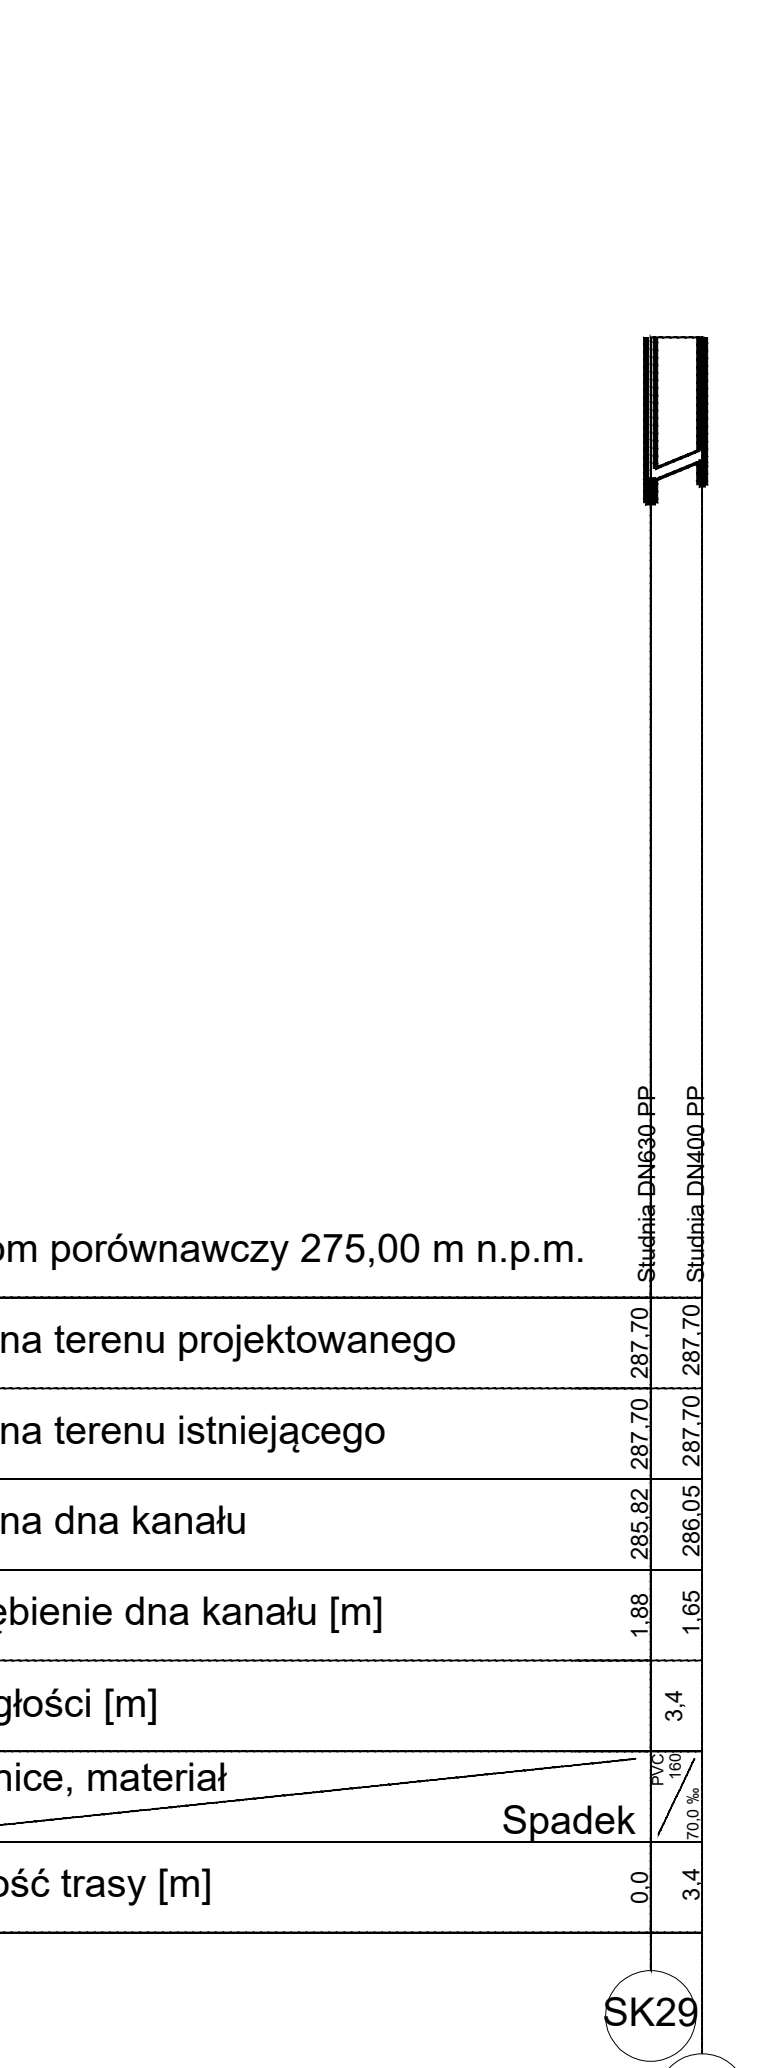 Studnia DN630 PP
Studnia DN400 PP
om porównawczy 275,00 m n.p.m.
na terenu projektowanego 287,70 287,70
na terenu istniejącego 287,70 287,70
na dna kanału 285,82 286,05
ębienie dna kanału [m] 1,88 1,65
głości [m] 3,4
nice, materiał PVC 160
Spadek 70,0 ‰
ość trasy [m] 0,0 3,4
SK29